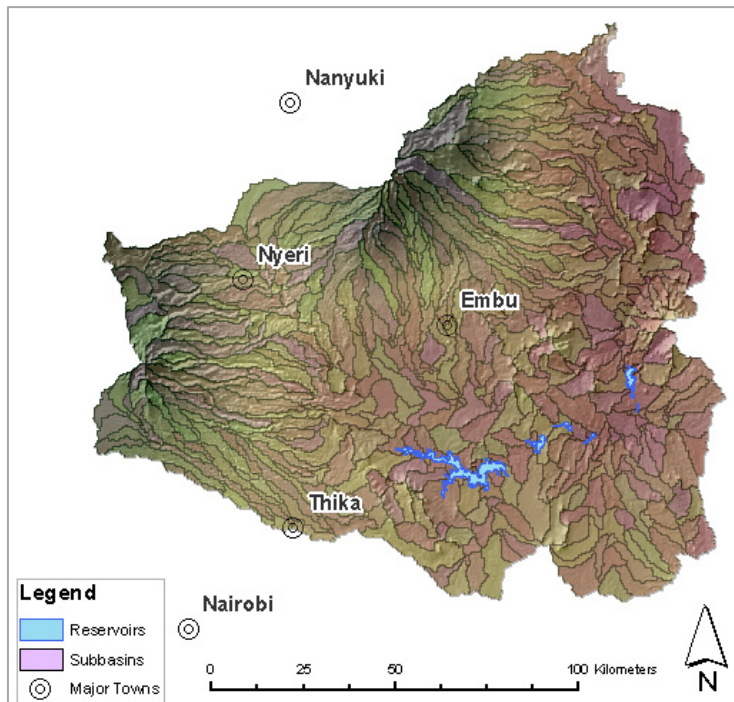 Nanyuki
Nyeri
Embu
Thika
Legend
Reservoirs
Subbasins
Major Towns
Nairobi
0 25 50 100 Kilometers
N